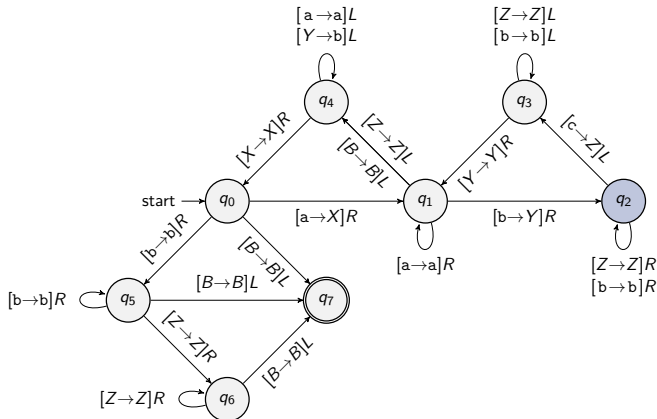 [a→a]L
[Y→b]L
[Z→Z]L
[b→b]L
q4
q3
[X→X]R
[Z→Z]L
[B→B]L
[Y→Y]R
[c→Z]L
start
q0
[a→X]R
q1
[b→Y]R
q2
[b→b]R
[B→B]L
[a→a]R
[Z→Z]R
[b→b]R
[b→b]R
q5
[B→B]L
q7
[Z→Z]R
[B→B]L
[Z→Z]R
q6